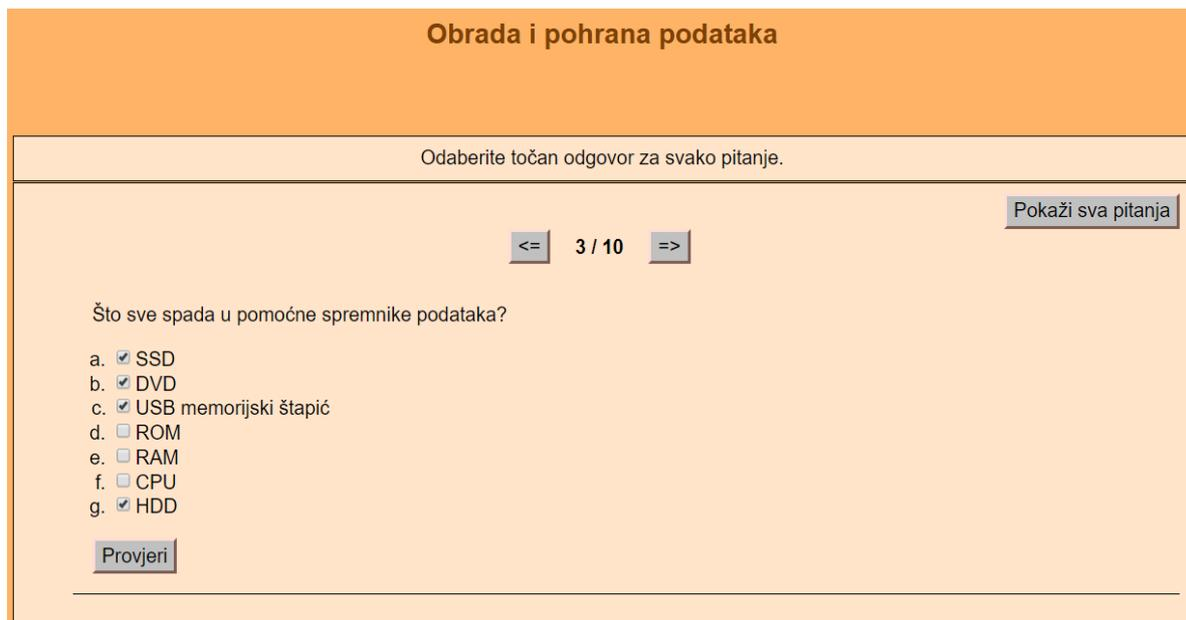 Obrada i pohrana podataka
Odaberite točan odgovor za svako pitanje.
Pokaži sva pitanja
<= 3 / 10 =>
Što sve spada u pomoćne spremnike podataka?
a. SSD
b. DVD
c. USB memorijski štapić
d. ROM
e. RAM
f. CPU
g. HDD
Provjeri